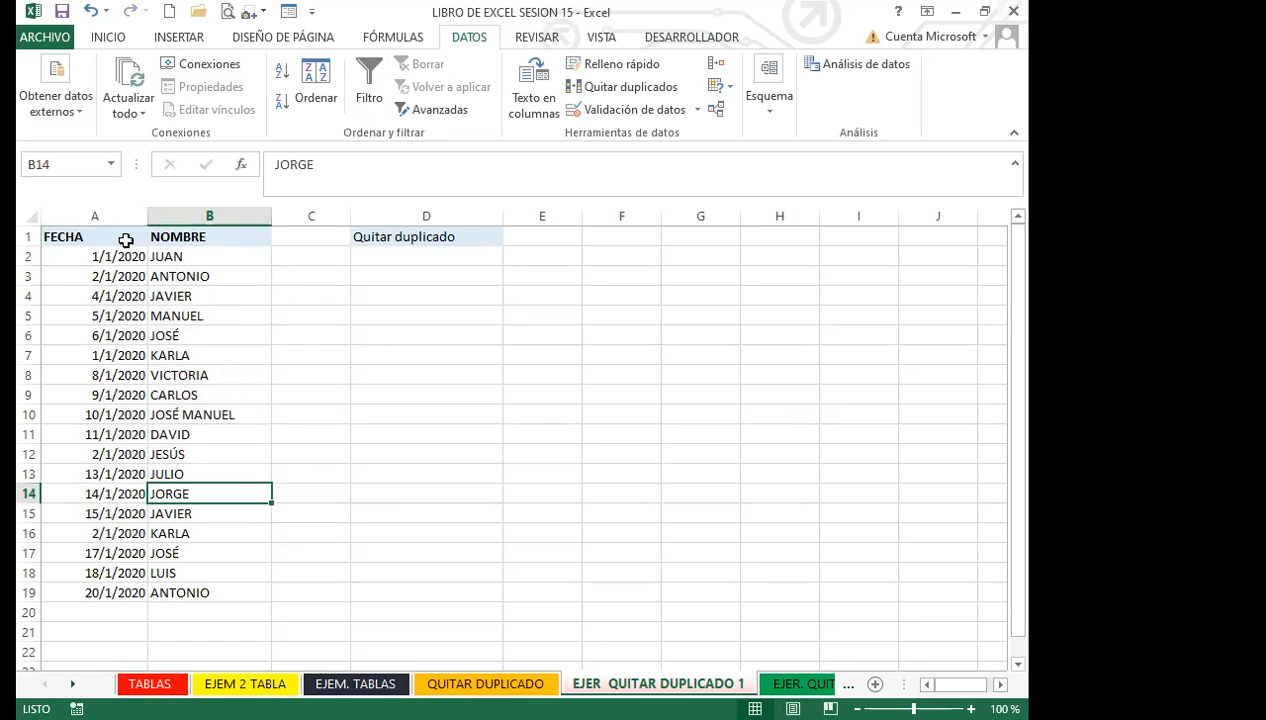 LIBRO DE EXCEL SESION 15 - Excel
ARCHIVO INICIO INSERTAR DISEÑO DE PÁGINA FÓRMULAS DATOS REVISAR VISTA DESARROLLADOR Cuenta Microsoft
Obtener datos externos
Actualizar todo
Conexiones
Propiedades
Editar vínculos
Conexiones
Ordenar
Filtro
Borrar
Volver a aplicar
Avanzadas
Ordenar y filtrar
Texto en columnas
Relleno rápido
Quitar duplicados
Validación de datos
Herramientas de datos
Esquema
Análisis de datos
Análisis
B14 fx JORGE
A B C D E F G H I J
1 FECHA NOMBRE Quitar duplicado
2 1/1/2020 JUAN
3 2/1/2020 ANTONIO
4 4/1/2020 JAVIER
5 5/1/2020 MANUEL
6 6/1/2020 JOSÉ
7 1/1/2020 KARLA
8 8/1/2020 VICTORIA
9 9/1/2020 CARLOS
10 10/1/2020 JOSÉ MANUEL
11 11/1/2020 DAVID
12 2/1/2020 JESÚS
13 13/1/2020 JULIO
14 14/1/2020 JORGE
15 15/1/2020 JAVIER
16 2/1/2020 KARLA
17 17/1/2020 JOSÉ
18 18/1/2020 LUIS
19 20/1/2020 ANTONIO
20
21
22
TABLAS EJEM 2 TABLA EJEM. TABLAS QUITAR DUPLICADO EJER QUITAR DUPLICADO 1 EJER. QUIT ...
LISTO 100 %